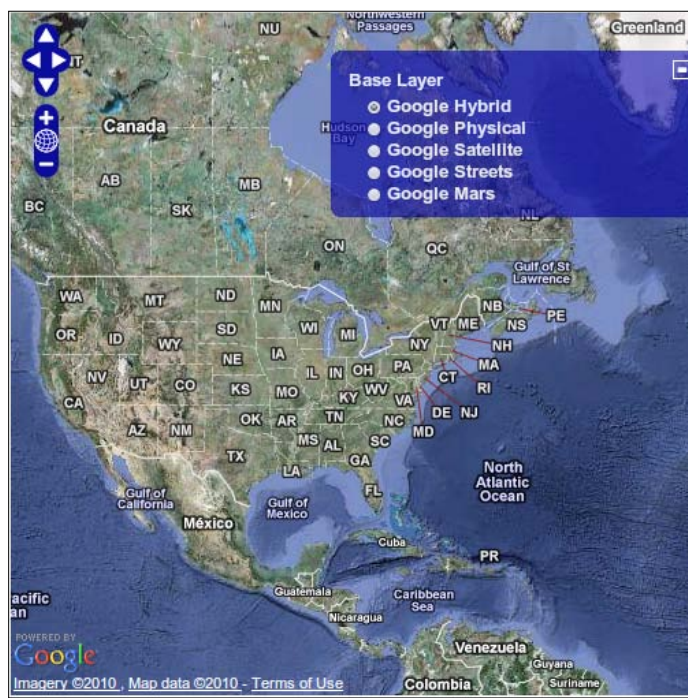 Northwestern
Passages
Greenland
NU
NT
Base Layer
Google Hybrid
Google Physical
Google Satellite
Google Streets
Google Mars
Canada
Hudson
Bay
AB
MB
BC
SK
NL
ON
QC
Gulf of St
Lawrence
WA
MT
ND
MN
NB
PE
VT
ME
NS
OR
ID
SD
WI
MI
NY
NH
WY
IA
NE
PA
MA
NV
UT
CO
IL
IN
OH
CT
RI
KS
MO
KY
WV
VA
CA
DE
NJ
AZ
NM
OK
AR
TN
NC
MD
TX
MS
AL
SC
LA
GA
FL
North
Atlantic
Ocean
Gulf of
California
México
Gulf of
Mexico
Cuba
PR
Guatemala
Caribbean
Sea
Nicaragua
acific
an
POWERED BY
Google
Venezuela
Guyana
Suriname
Colombia
Imagery ©2010 , Map data ©2010 - Terms of Use